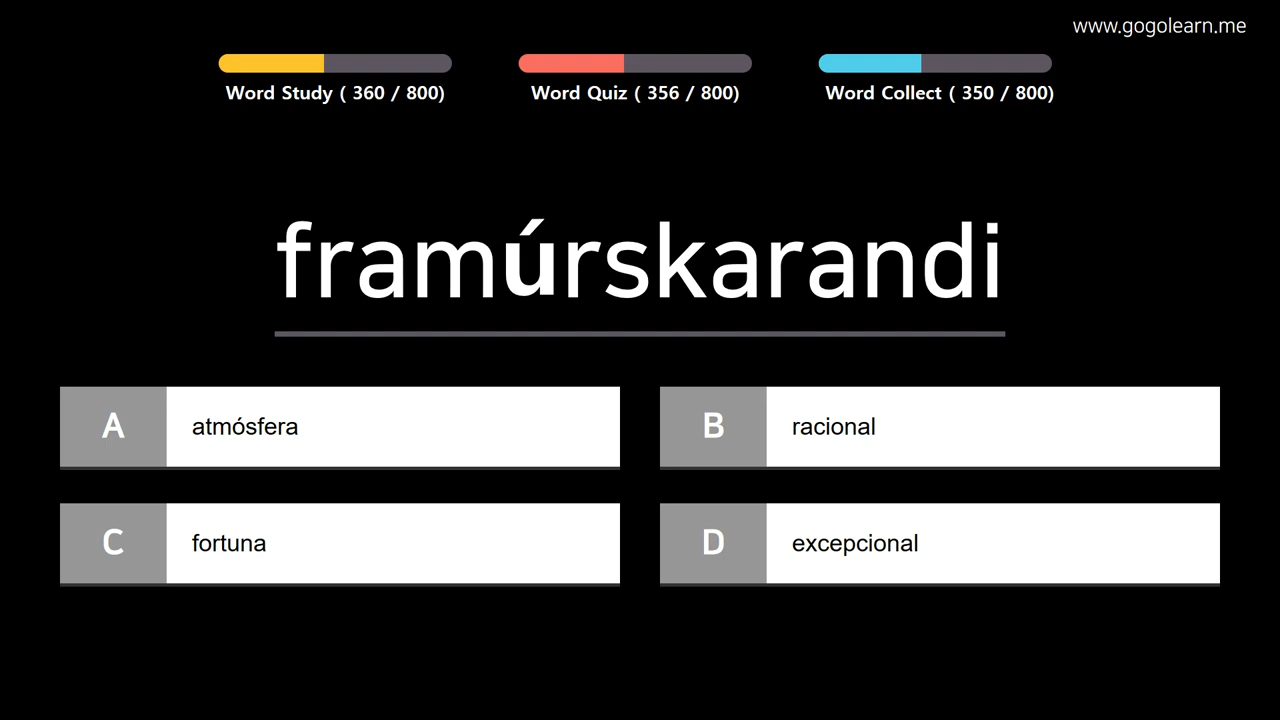 www.gogolearn.me
Word Study ( 360 / 800)
Word Quiz ( 356 / 800)
Word Collect ( 350 / 800)
framúrskarandi
A atmósfera
B racional
C fortuna
D excepcional